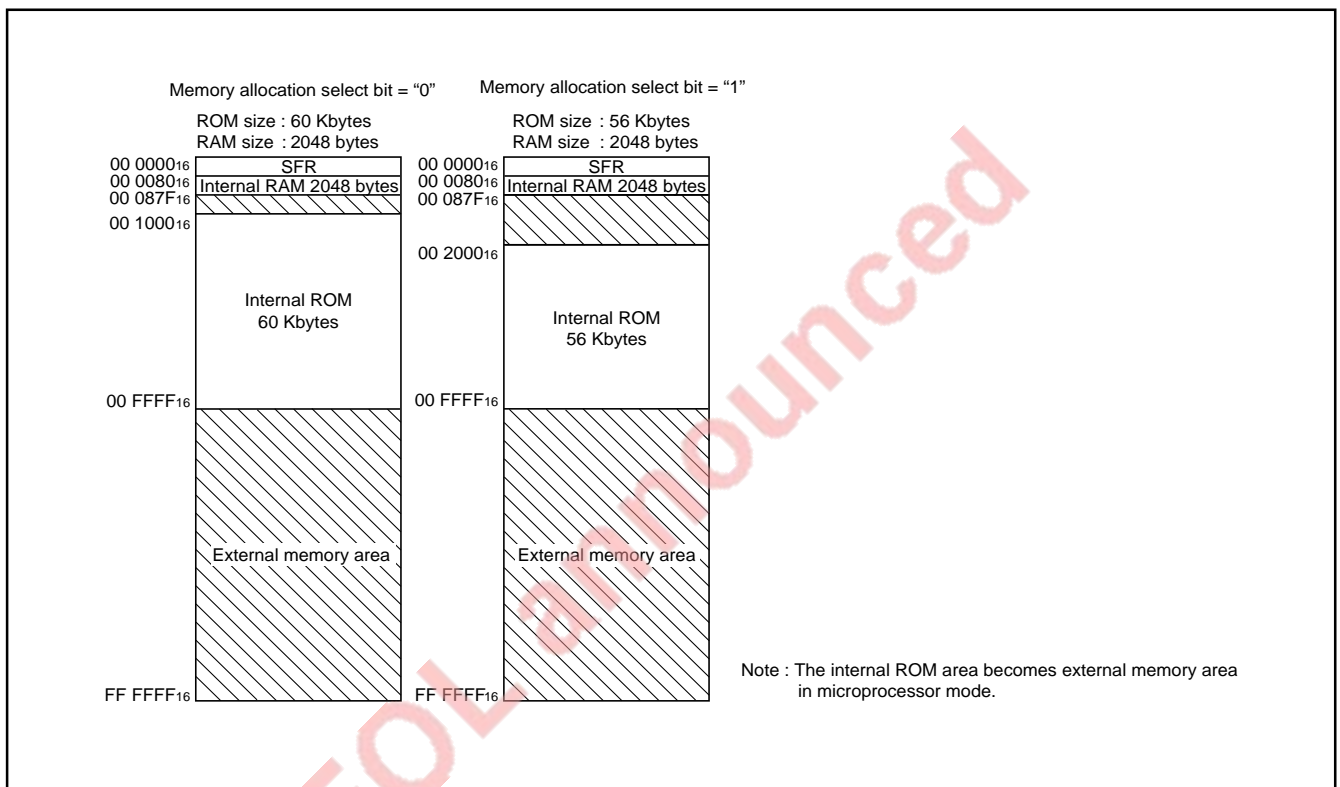 Memory allocation select bit = “0”
ROM size : 60 Kbytes
RAM size : 2048 bytes
00 000016
SFR
00 008016
Internal RAM 2048 bytes
00 087F16
00 100016
Internal ROM
60 Kbytes
00 FFFF16
External memory area
FF FFFF16
Memory allocation select bit = “1”
ROM size : 56 Kbytes
RAM size : 2048 bytes
00 000016
SFR
00 008016
Internal RAM 2048 bytes
00 087F16
00 200016
Internal ROM
56 Kbytes
00 FFFF16
External memory area
FF FFFF16
Note : The internal ROM area becomes external memory area
in microprocessor mode.
EOL announced